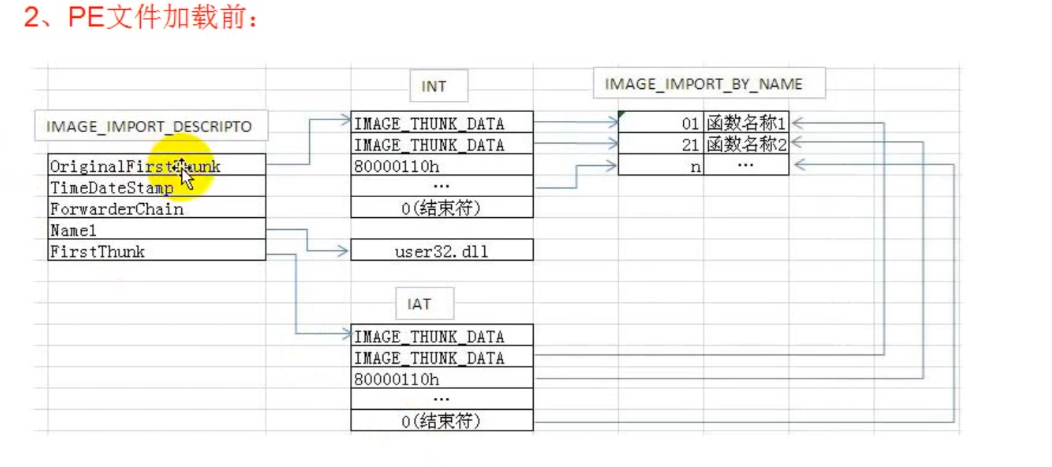 2、PE文件加载前：
INT
IMAGE_IMPORT_BY_NAME
IMAGE_IMPORT_DESCRIPTO
OriginalFirstThunk
TimeDateStamp
ForwarderChain
Name1
FirstThunk
IMAGE_THUNK_DATA
IMAGE_THUNK_DATA
80000110h
...
0(结束符)
01 函数名称1
21 函数名称2
n ...
user32.dll
IAT
IMAGE_THUNK_DATA
IMAGE_THUNK_DATA
80000110h
...
0(结束符)